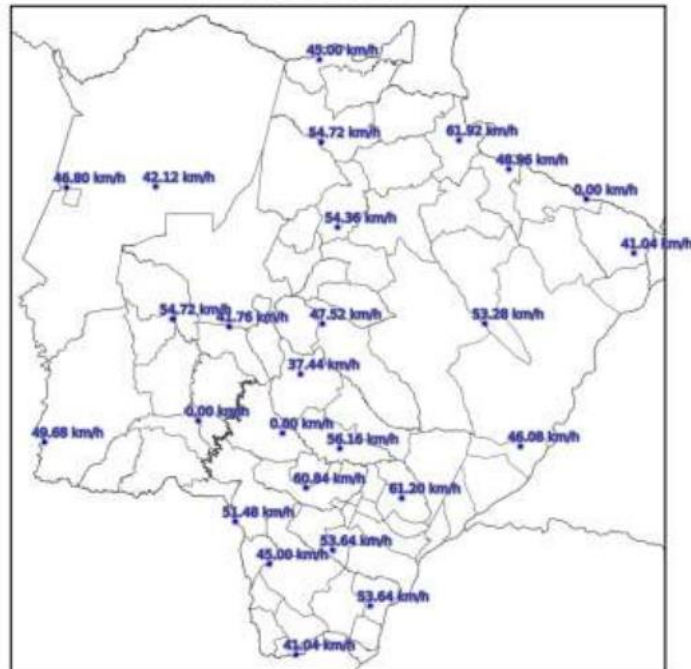 45.00 km/h
54.72 km/h
61.92 km/h
48.96 km/h
46.80 km/h
42.12 km/h
0.00 km/h
54.36 km/h
41.04 km/h
54.72 km/h
41.76 km/h
47.52 km/h
53.28 km/h
37.44 km/h
0.00 km/h
0.00 km/h
49.68 km/h
56.16 km/h
46.08 km/h
60.84 km/h
61.20 km/h
51.48 km/h
53.64 km/h
45.00 km/h
53.64 km/h
41.04 km/h